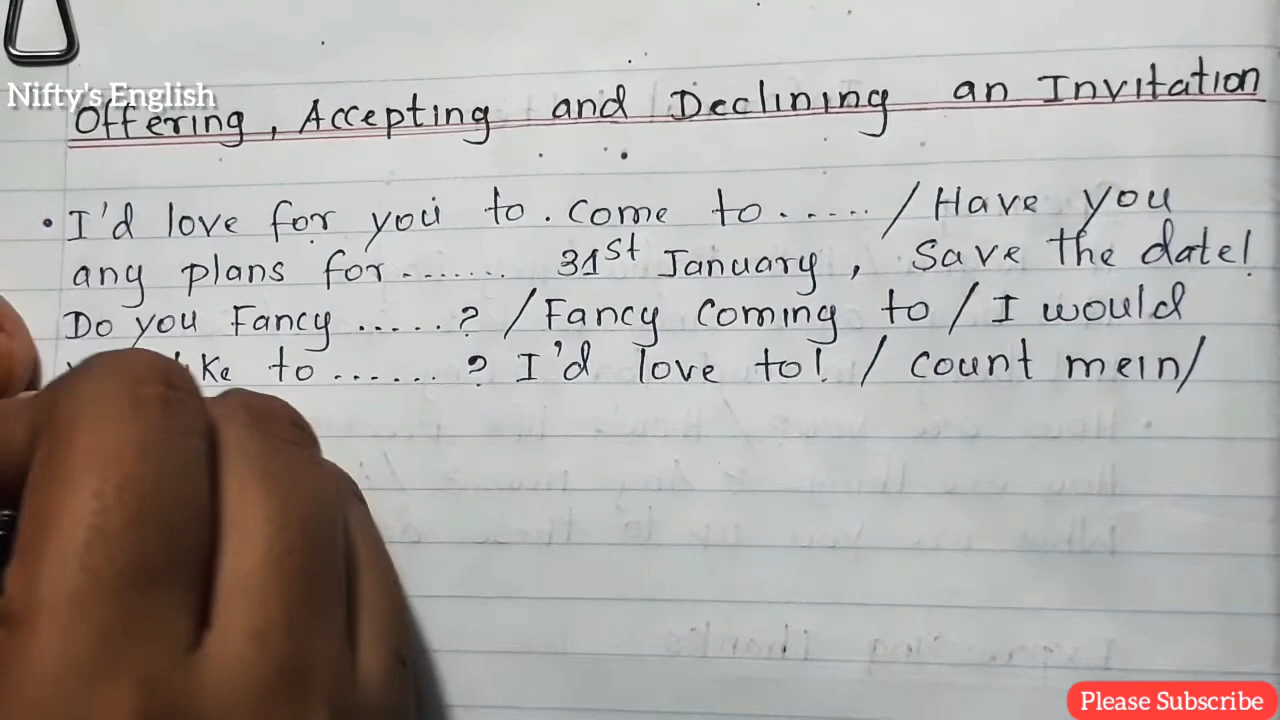 Nifty's English
Offering, Accepting and Declining an Invitation
• I'd love for you to. come to...../ Have you
any plans for....... 31st January, Save the date!
Do you Fancy .....? / Fancy coming to / I would
to ......? I'd love to! / count mein/
Please Subscribe